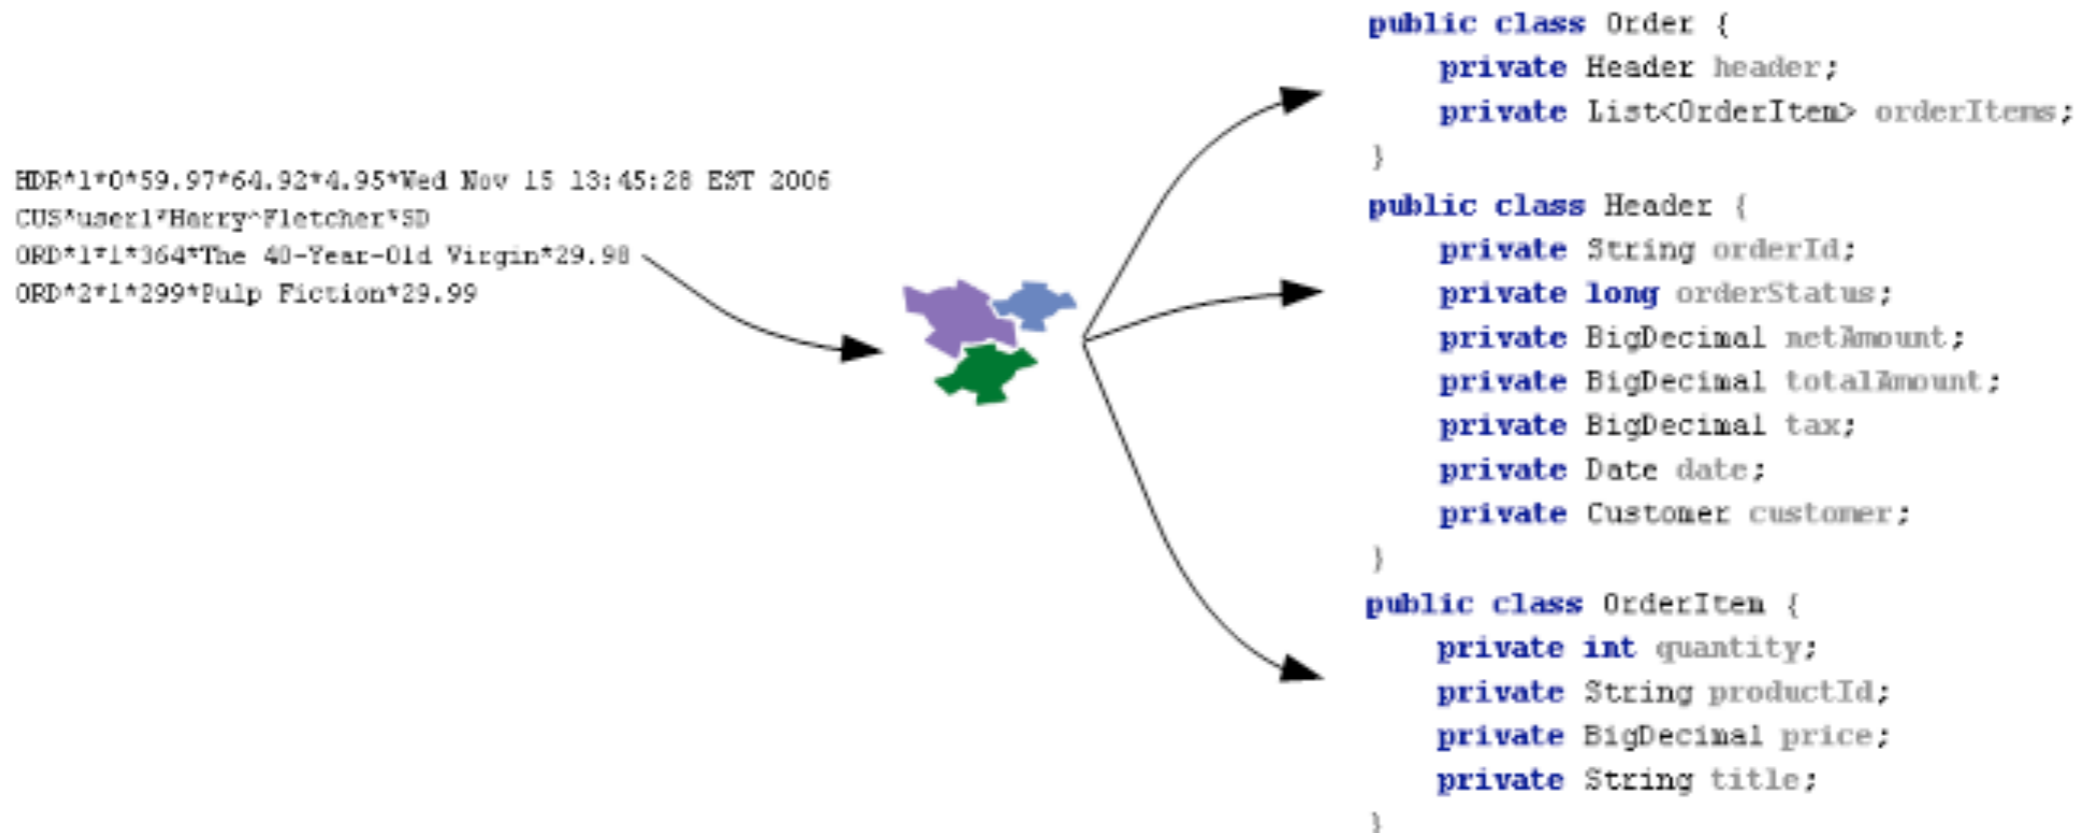 HDR*1*0*59.97*64.92*4.95*Wed Nov 15 13:45:28 EST 2006
CUS*user1*Harry^Fletcher*SD
ORD*1*1*364*The 40-Year-Old Virgin*29.98
ORD*2*1*299*Pulp Fiction*29.99
public class Order {
private Header header;
private List<OrderItem> orderItems;
}
public class Header {
private String orderId;
private long orderStatus;
private BigDecimal netAmount;
private BigDecimal totalAmount;
private BigDecimal tax;
private Date date;
private Customer customer;
}
public class OrderItem {
private int quantity;
private String productId;
private BigDecimal price;
private String title;
}